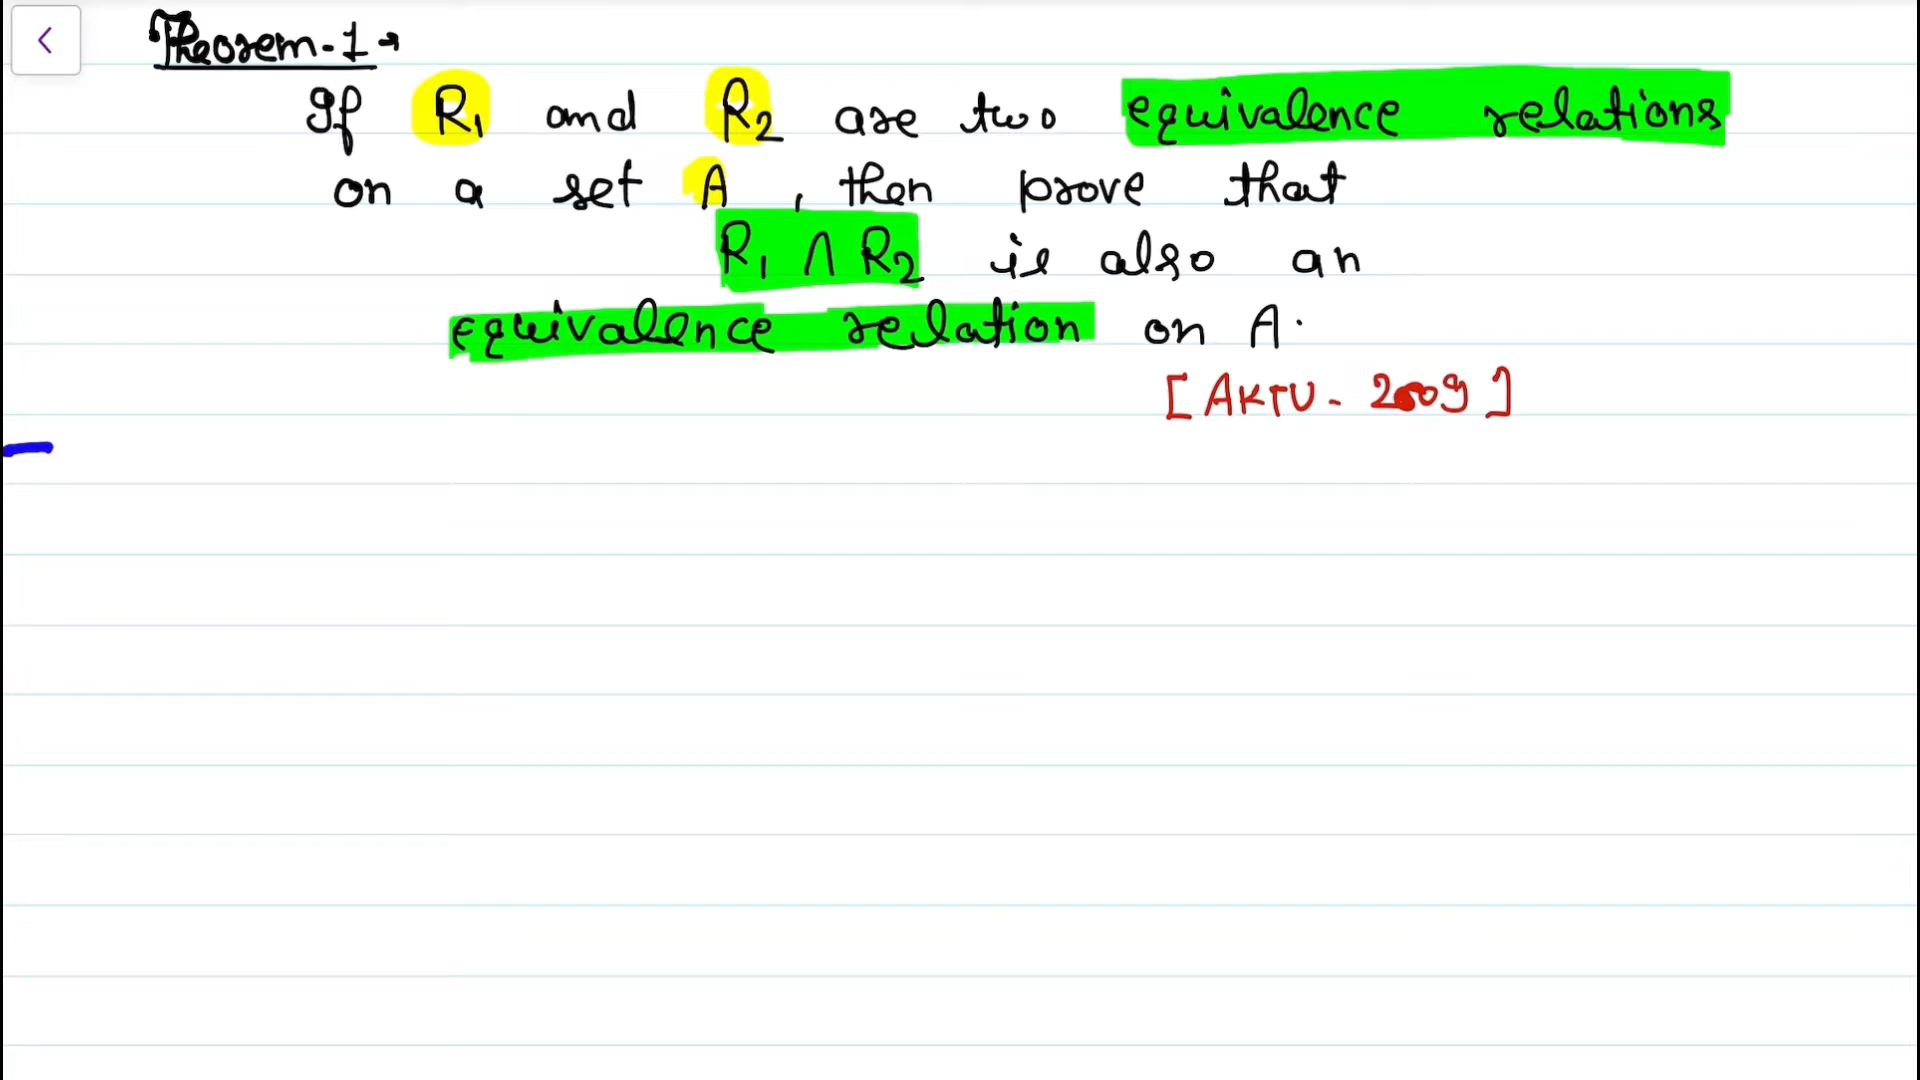 Theorem-1→
If R₁ and R₂ are two equivalence relations
on a set A, then prove that
R₁ ∩ R₂ is also an
equivalence relation on A.
[AKTU - 2009]